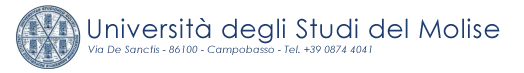 Università degli Studi del Molise
Via De Sanctis - 86100 - Campobasso - Tel. +39 0874 4041